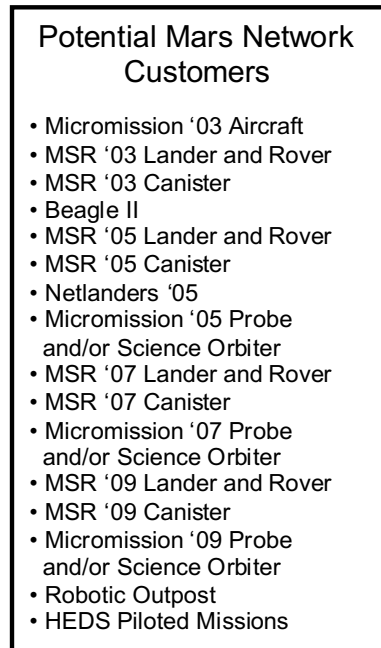 Potential Mars Network
Customers
• Micromission ‘03 Aircraft
• MSR ‘03 Lander and Rover
• MSR ‘03 Canister
• Beagle II
• MSR ‘05 Lander and Rover
• MSR ‘05 Canister
• Netlanders ‘05
• Micromission ‘05 Probe
and/or Science Orbiter
• MSR ‘07 Lander and Rover
• MSR ‘07 Canister
• Micromission ‘07 Probe
and/or Science Orbiter
• MSR ‘09 Lander and Rover
• MSR ‘09 Canister
• Micromission ‘09 Probe
and/or Science Orbiter
• Robotic Outpost
• HEDS Piloted Missions